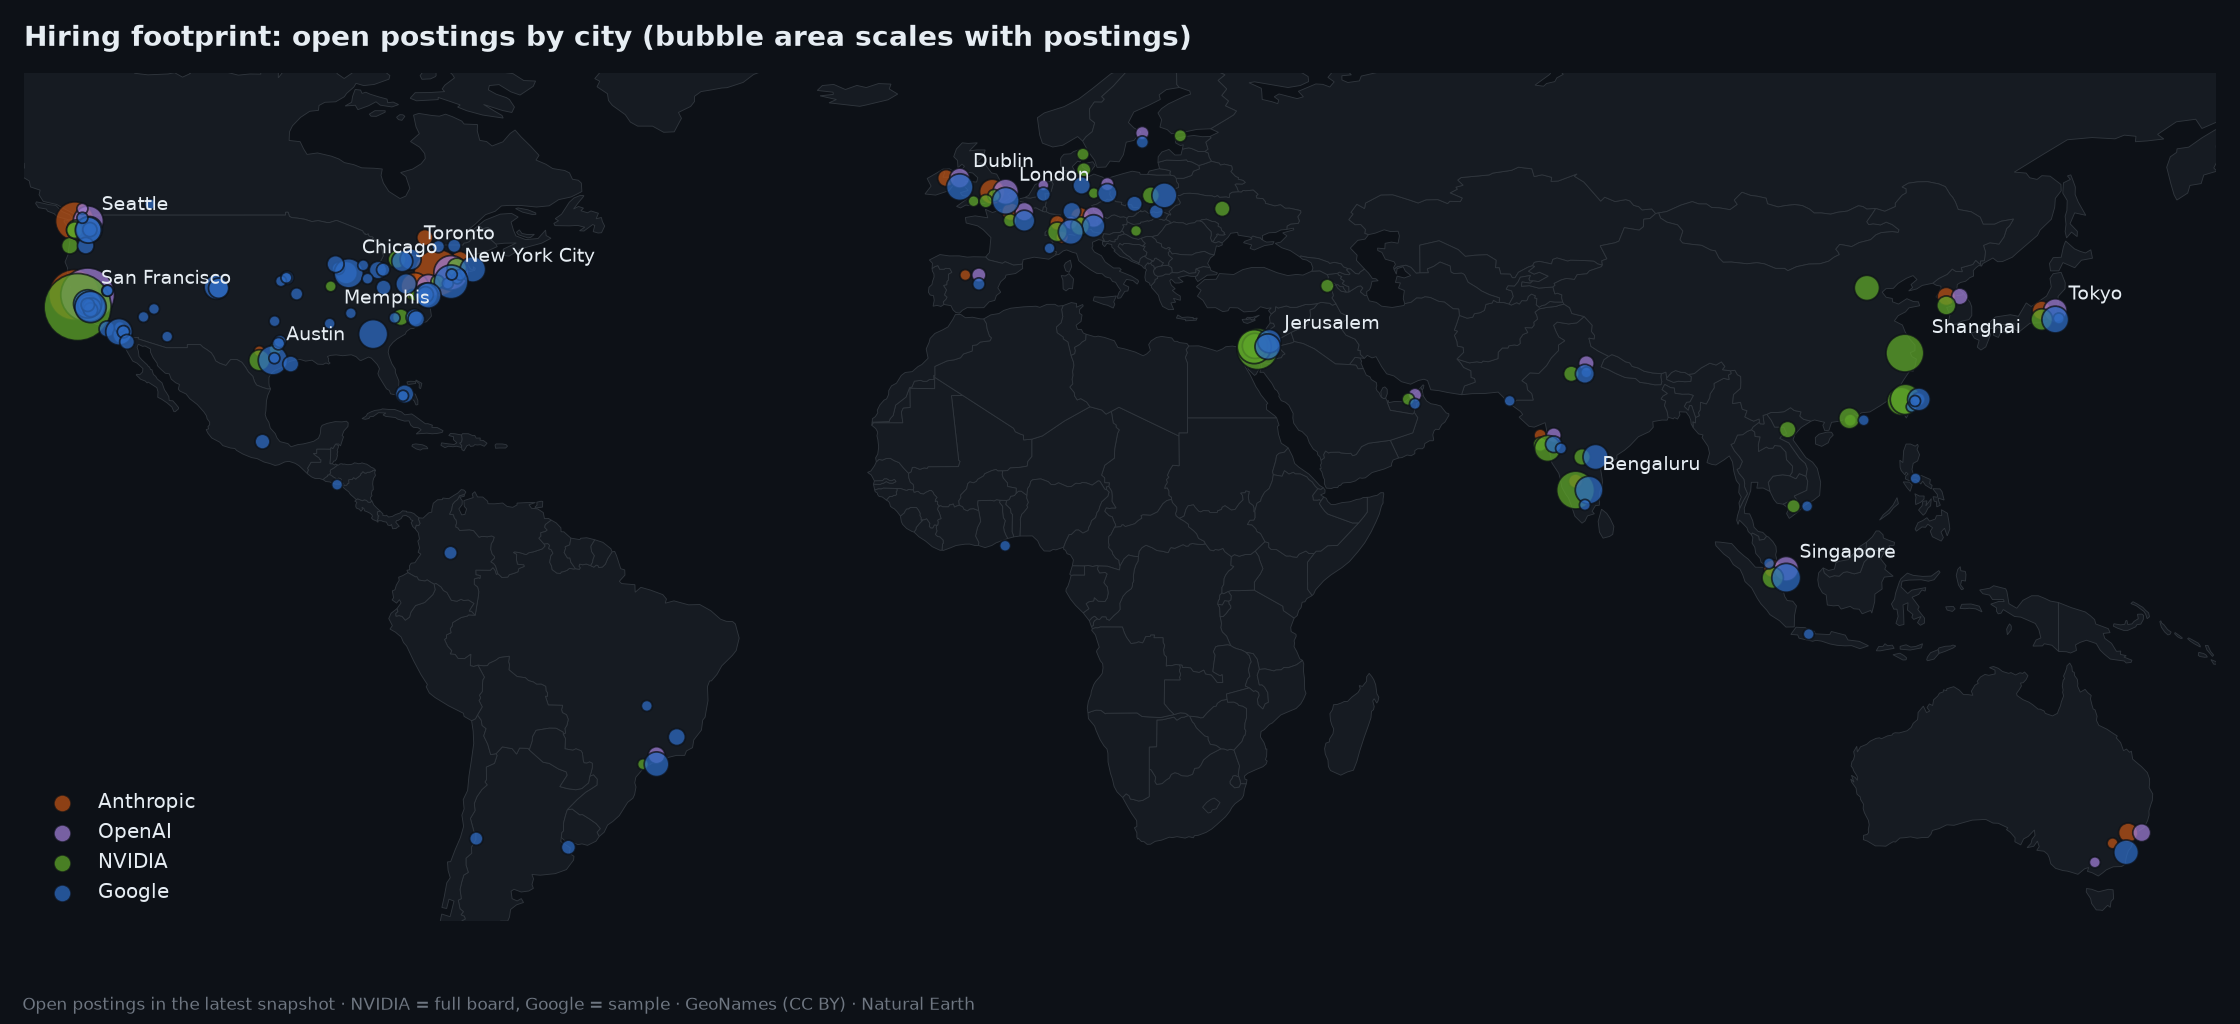 Hiring footprint: open postings by city (bubble area scales with postings)
Dublin
London
Seattle
Toronto
Chicago
New York City
San Francisco
Memphis
Austin
Tokyo
Shanghai
Jerusalem
Bengaluru
Singapore
Anthropic
OpenAI
NVIDIA
Google
Open postings in the latest snapshot · NVIDIA = full board, Google = sample · GeoNames (CC BY) · Natural Earth